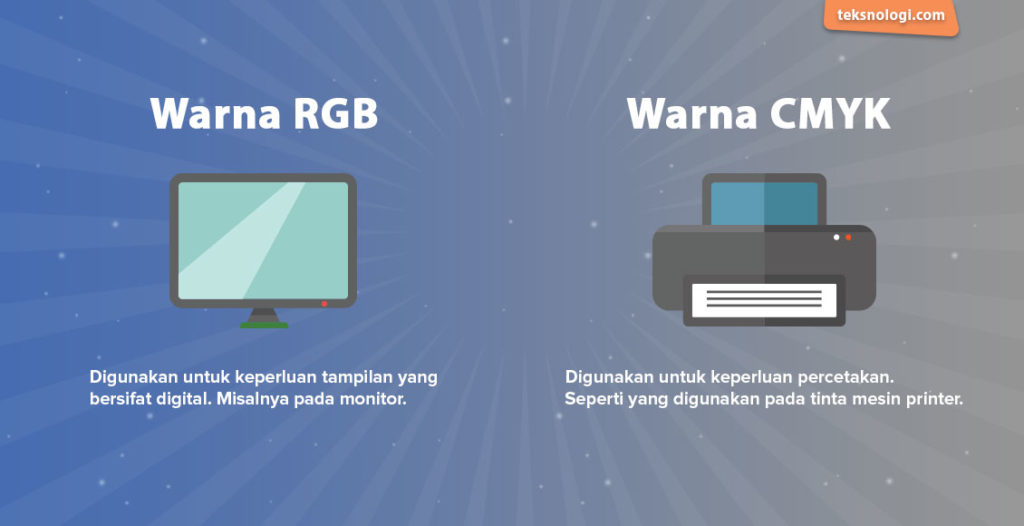 teksnologi.com
Warna RGB
Warna CMYK
Digunakan untuk keperluan tampilan yang
bersifat digital. Misalnya pada monitor.
Digunakan untuk keperluan percetakan.
Seperti yang digunakan pada tinta mesin printer.